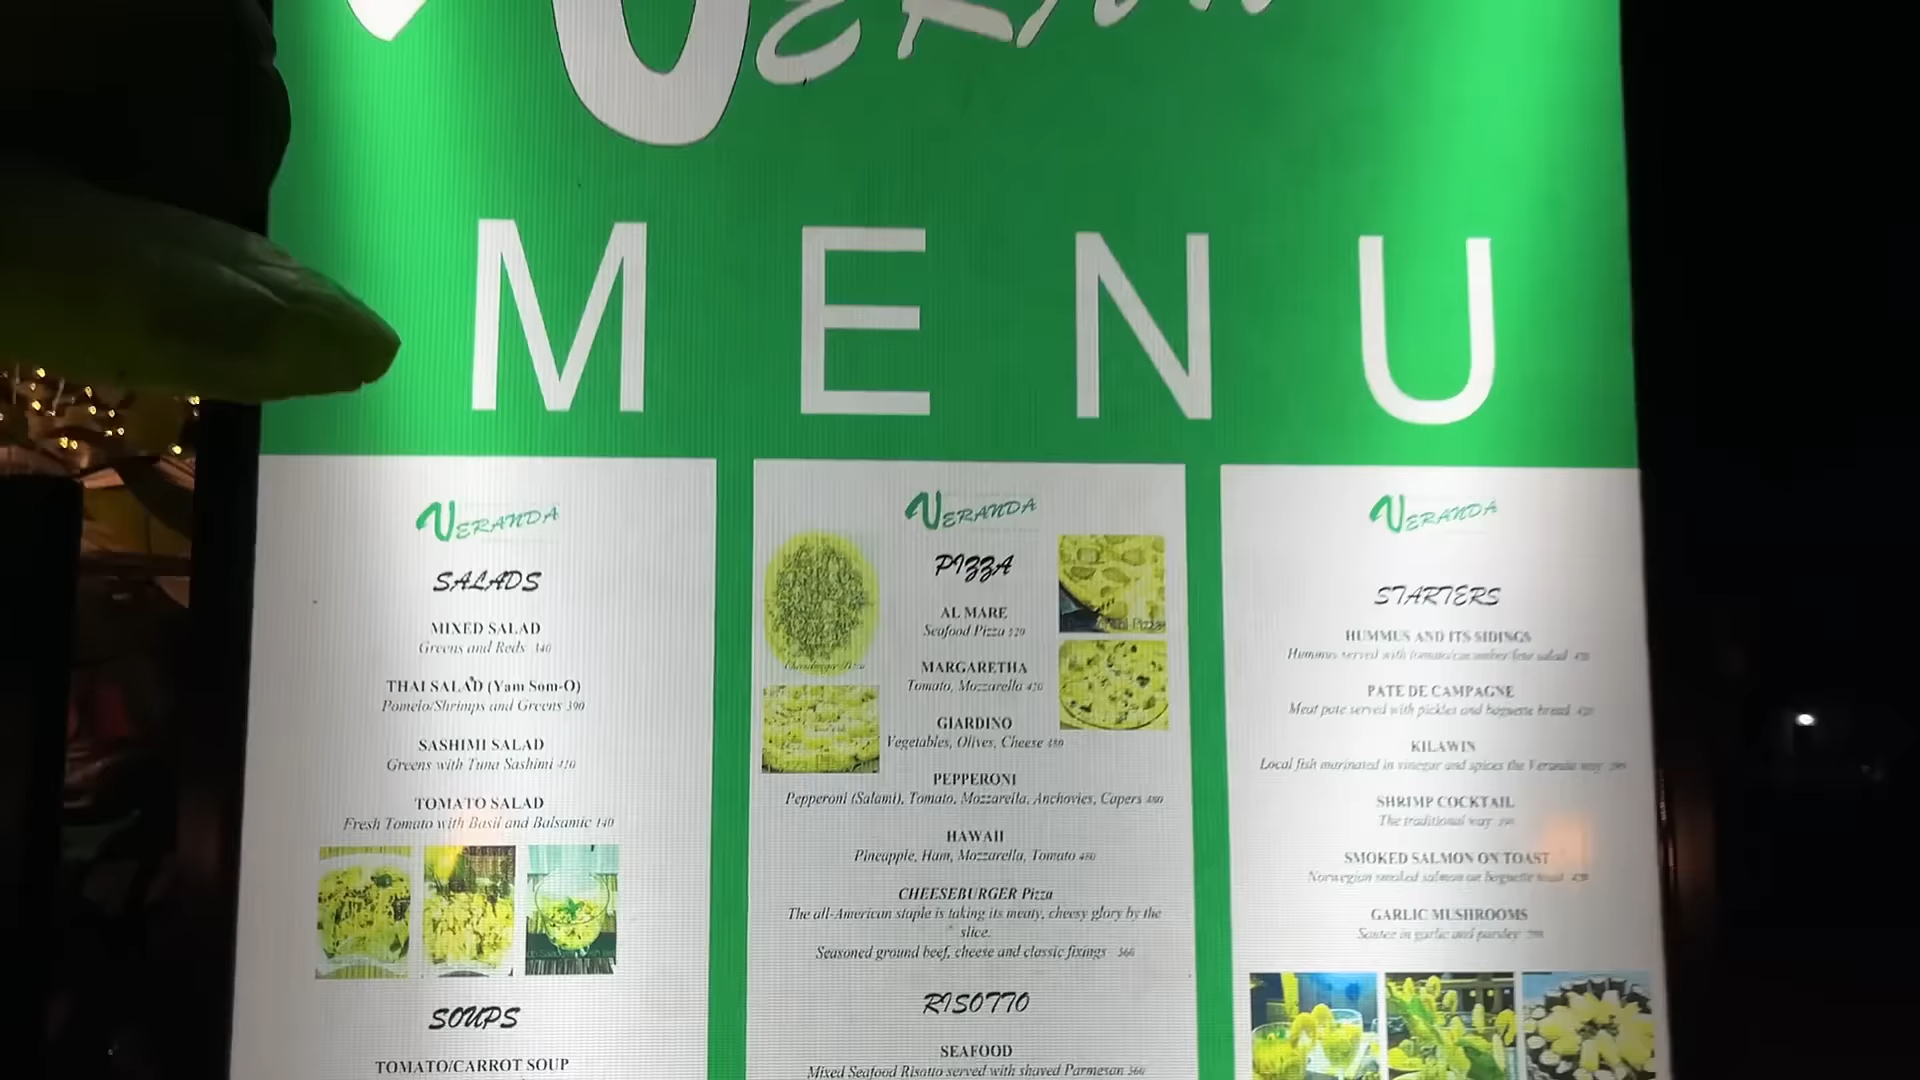 VERAN
MENU
VERANDA
SALADS
MIXED SALAD
Greens and Reds 340
THAI SALAD (Yam Som-O)
Pomelo/Shrimps and Greens 390
SASHIMI SALAD
Greens with Tuna Sashimi 420
TOMATO SALAD
Fresh Tomato with Basil and Balsamic 340
SOUPS
TOMATO/CARROT SOUP
VERANDA
PIZZA
AL MARE
Seafood Pizza 520
MARGARETHA
Tomato, Mozzarella 420
GIARDINO
Vegetables, Olives, Cheese 480
PEPPERONI
Pepperoni (Salami), Tomato, Mozzarella, Anchovies, Capers 480
HAWAII
Pineapple, Ham, Mozzarella, Tomato 480
CHEESEBURGER Pizza
The all-American staple is taking its meaty, cheesy glory by the
slice.
Seasoned ground beef, cheese and classic fixings 560
RISOTTO
SEAFOOD
Mixed Seafood Risotto served with shaved Parmesan 560
VERANDA
STARTERS
HUMMUS AND ITS SIDINGS
Hummus served with tomato/cucumber/feta salad
PATE DE CAMPAGNE
Meat pate served with pickles and baguette bread
KILAWIN
Local fish marinated in vinegar and spices the Veranda way
SHRIMP COCKTAIL
The traditional way
SMOKED SALMON ON TOAST
Norwegian smoked salmon on baguette toast
GARLIC MUSHROOMS
Sautee in garlic and parsley